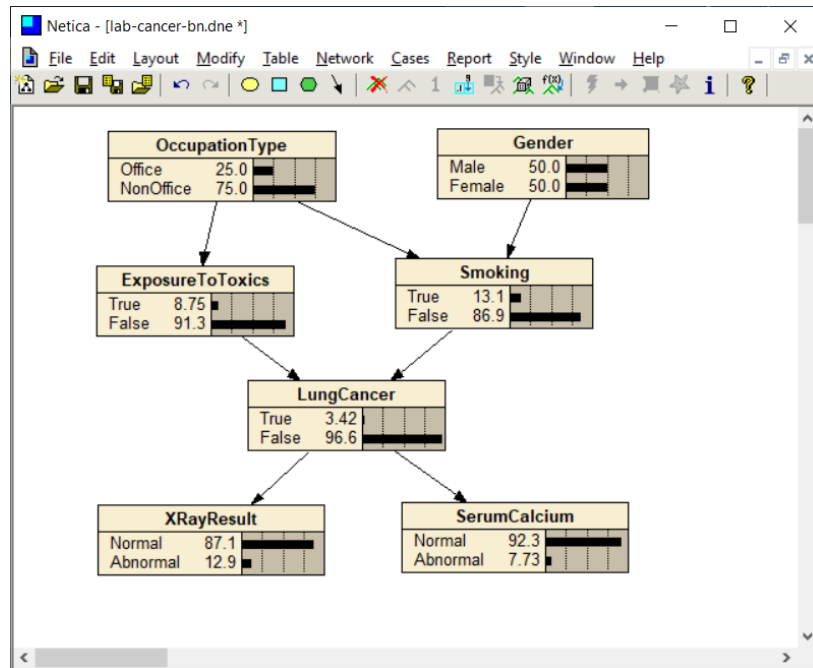 Netica - [lab-cancer-bn.dne *]
File Edit Layout Modify Table Network Cases Report Style Window Help
1 f(x) i ?
OccupationType
Office 25.0
NonOffice 75.0
Gender
Male 50.0
Female 50.0
ExposureToToxics
True 8.75
False 91.3
Smoking
True 13.1
False 86.9
LungCancer
True 3.42
False 96.6
XRayResult
Normal 87.1
Abnormal 12.9
SerumCalcium
Normal 92.3
Abnormal 7.73